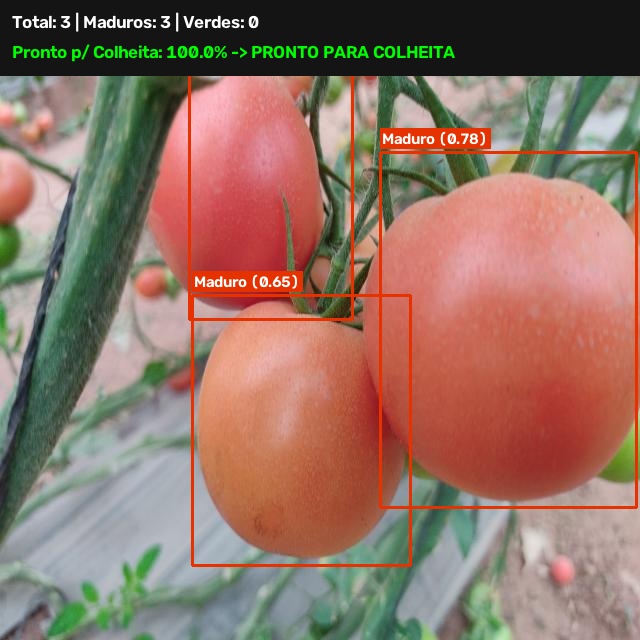 Total: 3 | Maduros: 3 | Verdes: 0
Pronto p/ Colheita: 100.0% -> PRONTO PARA COLHEITA
Maduro (0.78)
Maduro (0.65)